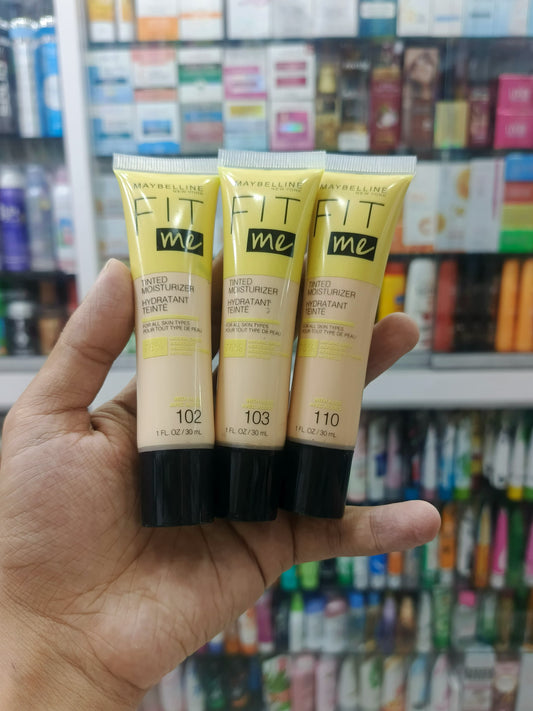 MAYBELLINE
NEW YORK
FIT
me
TINTED
MOISTURIZER
HYDRATANT
TEINTÉ
FOR ALL SKIN TYPES
POUR TOUT TYPE DE PEAU
102
1 FL. OZ / 30 mL
MAYBELLINE
NEW YORK
FIT
me
TINTED
MOISTURIZER
HYDRATANT
TEINTÉ
FOR ALL SKIN TYPES
POUR TOUT TYPE DE PEAU
103
1 FL. OZ / 30 mL
MAYBELLINE
NEW YORK
FIT
me
TINTED
MOISTURIZER
HYDRATANT
TEINTÉ
FOR ALL SKIN TYPES
POUR TOUT TYPE DE PEAU
110
1 FL. OZ / 30 mL